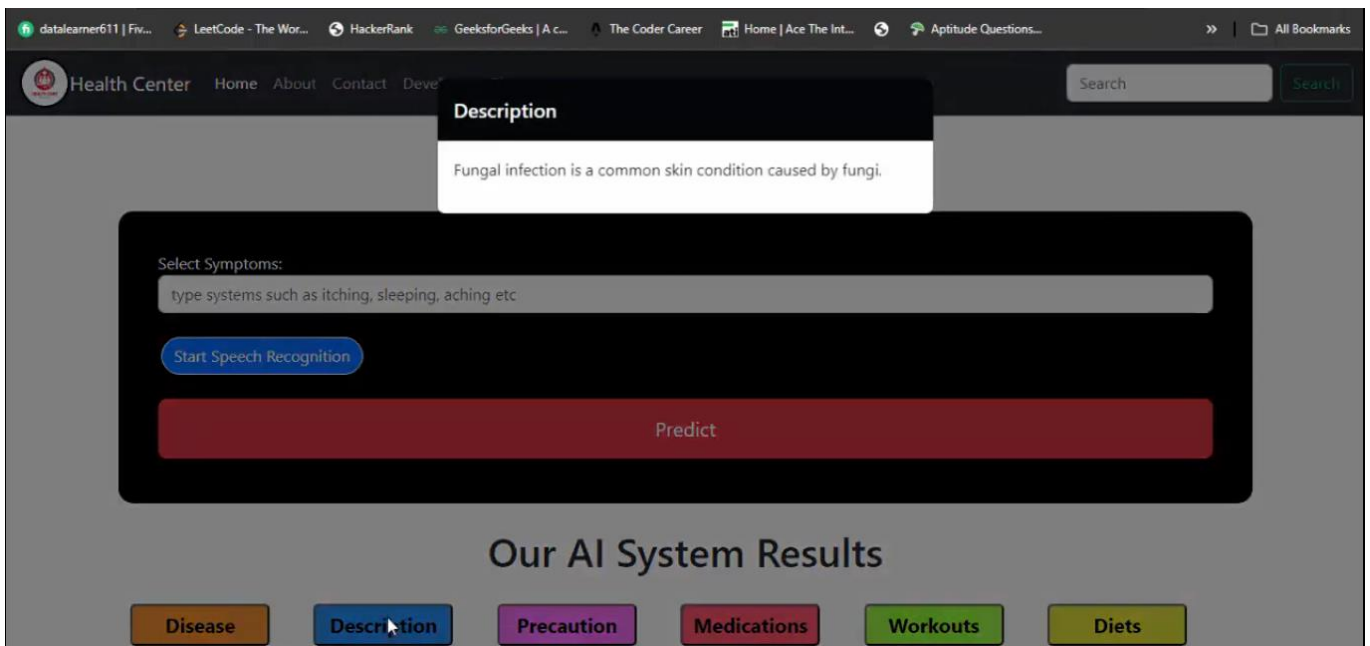 datalearner611 | Fiv... LeetCode - The Wor... HackerRank GeeksforGeeks | A c... The Coder Career Home | Ace The Int... Aptitude Questions... » All Bookmarks
Health Center Home About Contact Deve Search Search
Description
Fungal infection is a common skin condition caused by fungi.
Select Symptoms:
type systems such as itching, sleeping, aching etc
Start Speech Recognition
Predict
Our AI System Results
Disease Description Precaution Medications Workouts Diets